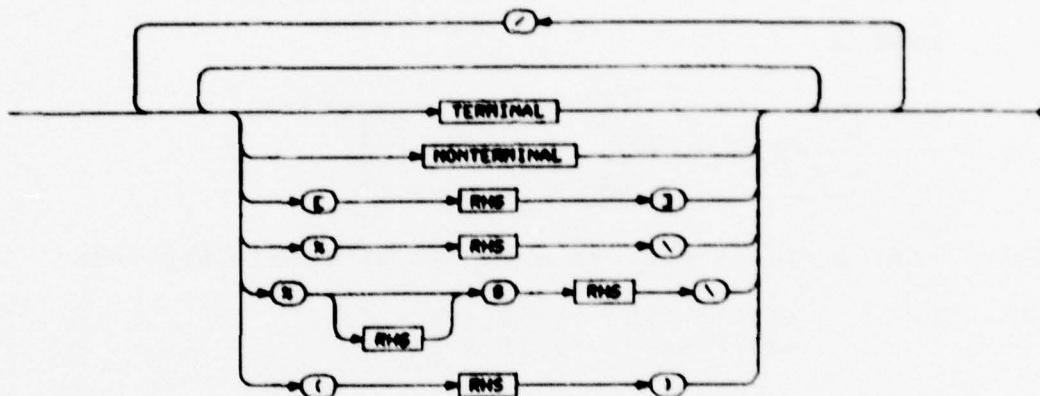 /
TERMINAL
NONTERMINAL
[ RHS ]
% RHS \
% @ RHS \
RHS
( RHS )